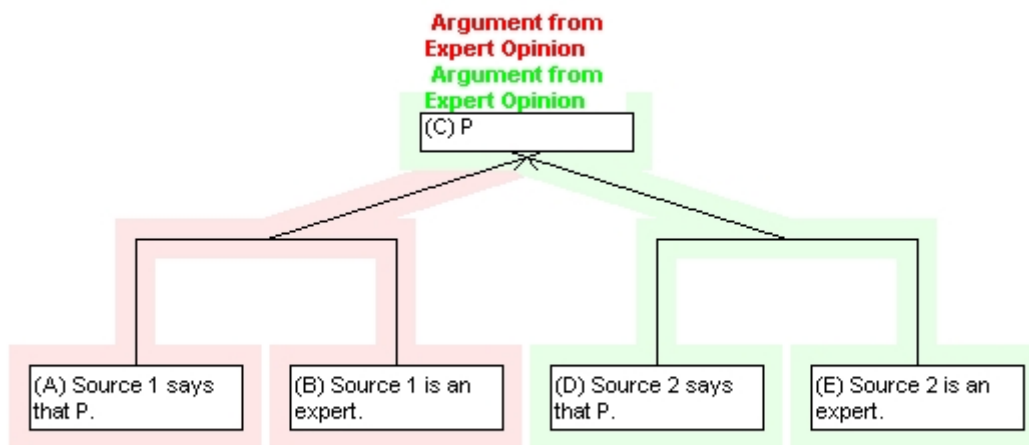 Argument from
Expert Opinion
Argument from
Expert Opinion
(C) P
(A) Source 1 says
that P.
(B) Source 1 is an
expert.
(D) Source 2 says
that P.
(E) Source 2 is an
expert.